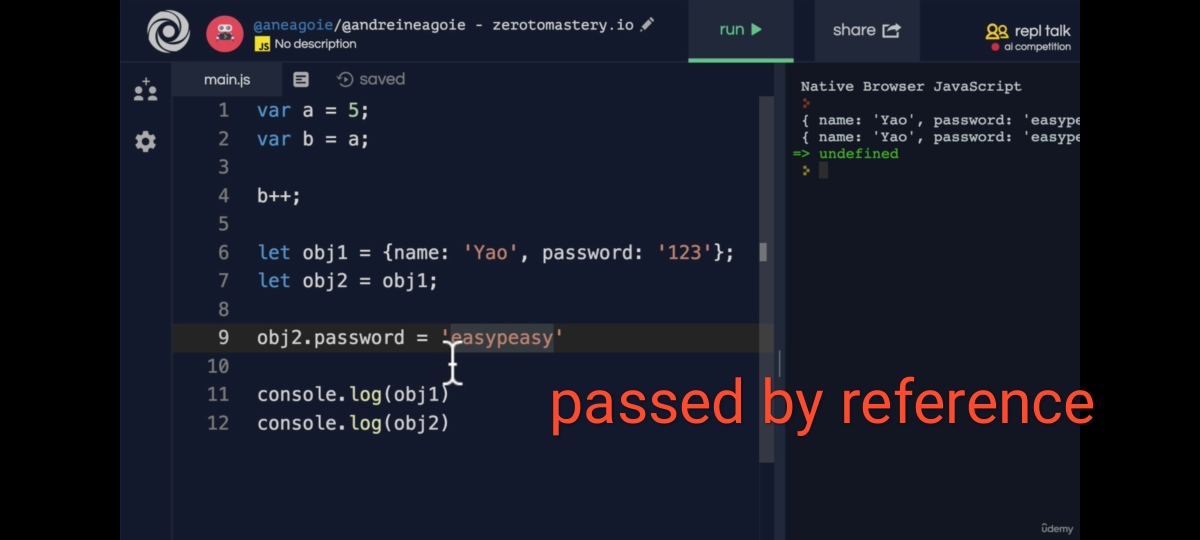 @aneagoie/@andreineagoie - zerotomastery.io
JS No description
run
share
repl talk
ai competition
main.js
saved
1 var a = 5;
2 var b = a;
3
4 b++;
5
6 let obj1 = {name: 'Yao', password: '123'};
7 let obj2 = obj1;
8
9 obj2.password = 'easypeasy'
10
11 console.log(obj1)
12 console.log(obj2)
Native Browser JavaScript
{ name: 'Yao', password: 'easype
{ name: 'Yao', password: 'easype
=> undefined
passed by reference
ûdemy